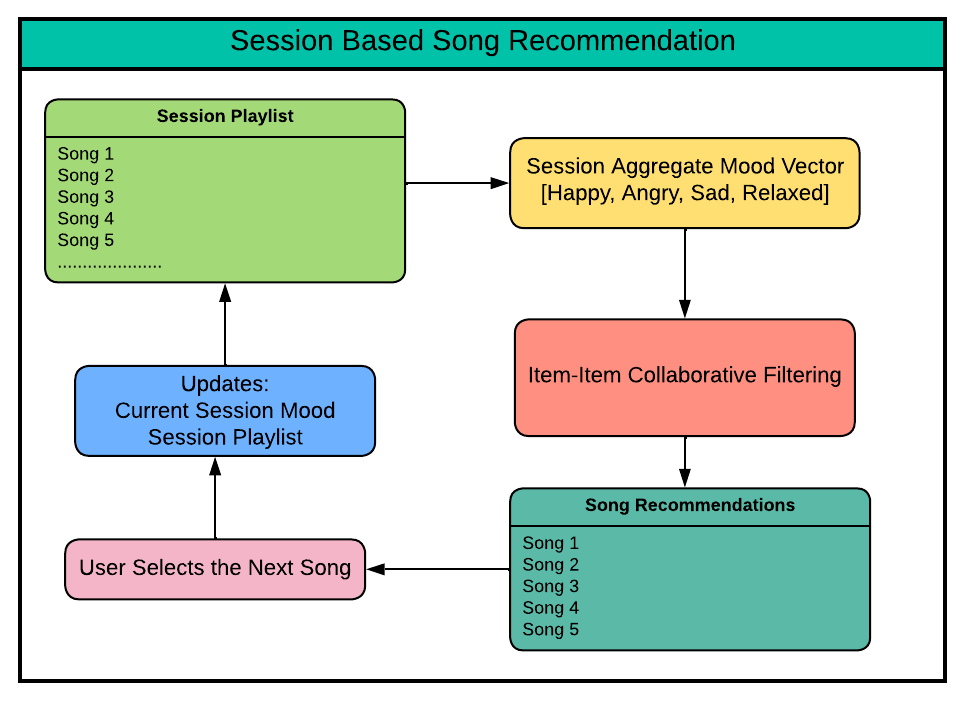 Session Based Song Recommendation
Session Playlist
Song 1
Song 2
Song 3
Song 4
Song 5
.....................
Session Aggregate Mood Vector
[Happy, Angry, Sad, Relaxed]
Item-Item Collaborative Filtering
Song Recommendations
Song 1
Song 2
Song 3
Song 4
Song 5
User Selects the Next Song
Updates:
Current Session Mood
Session Playlist